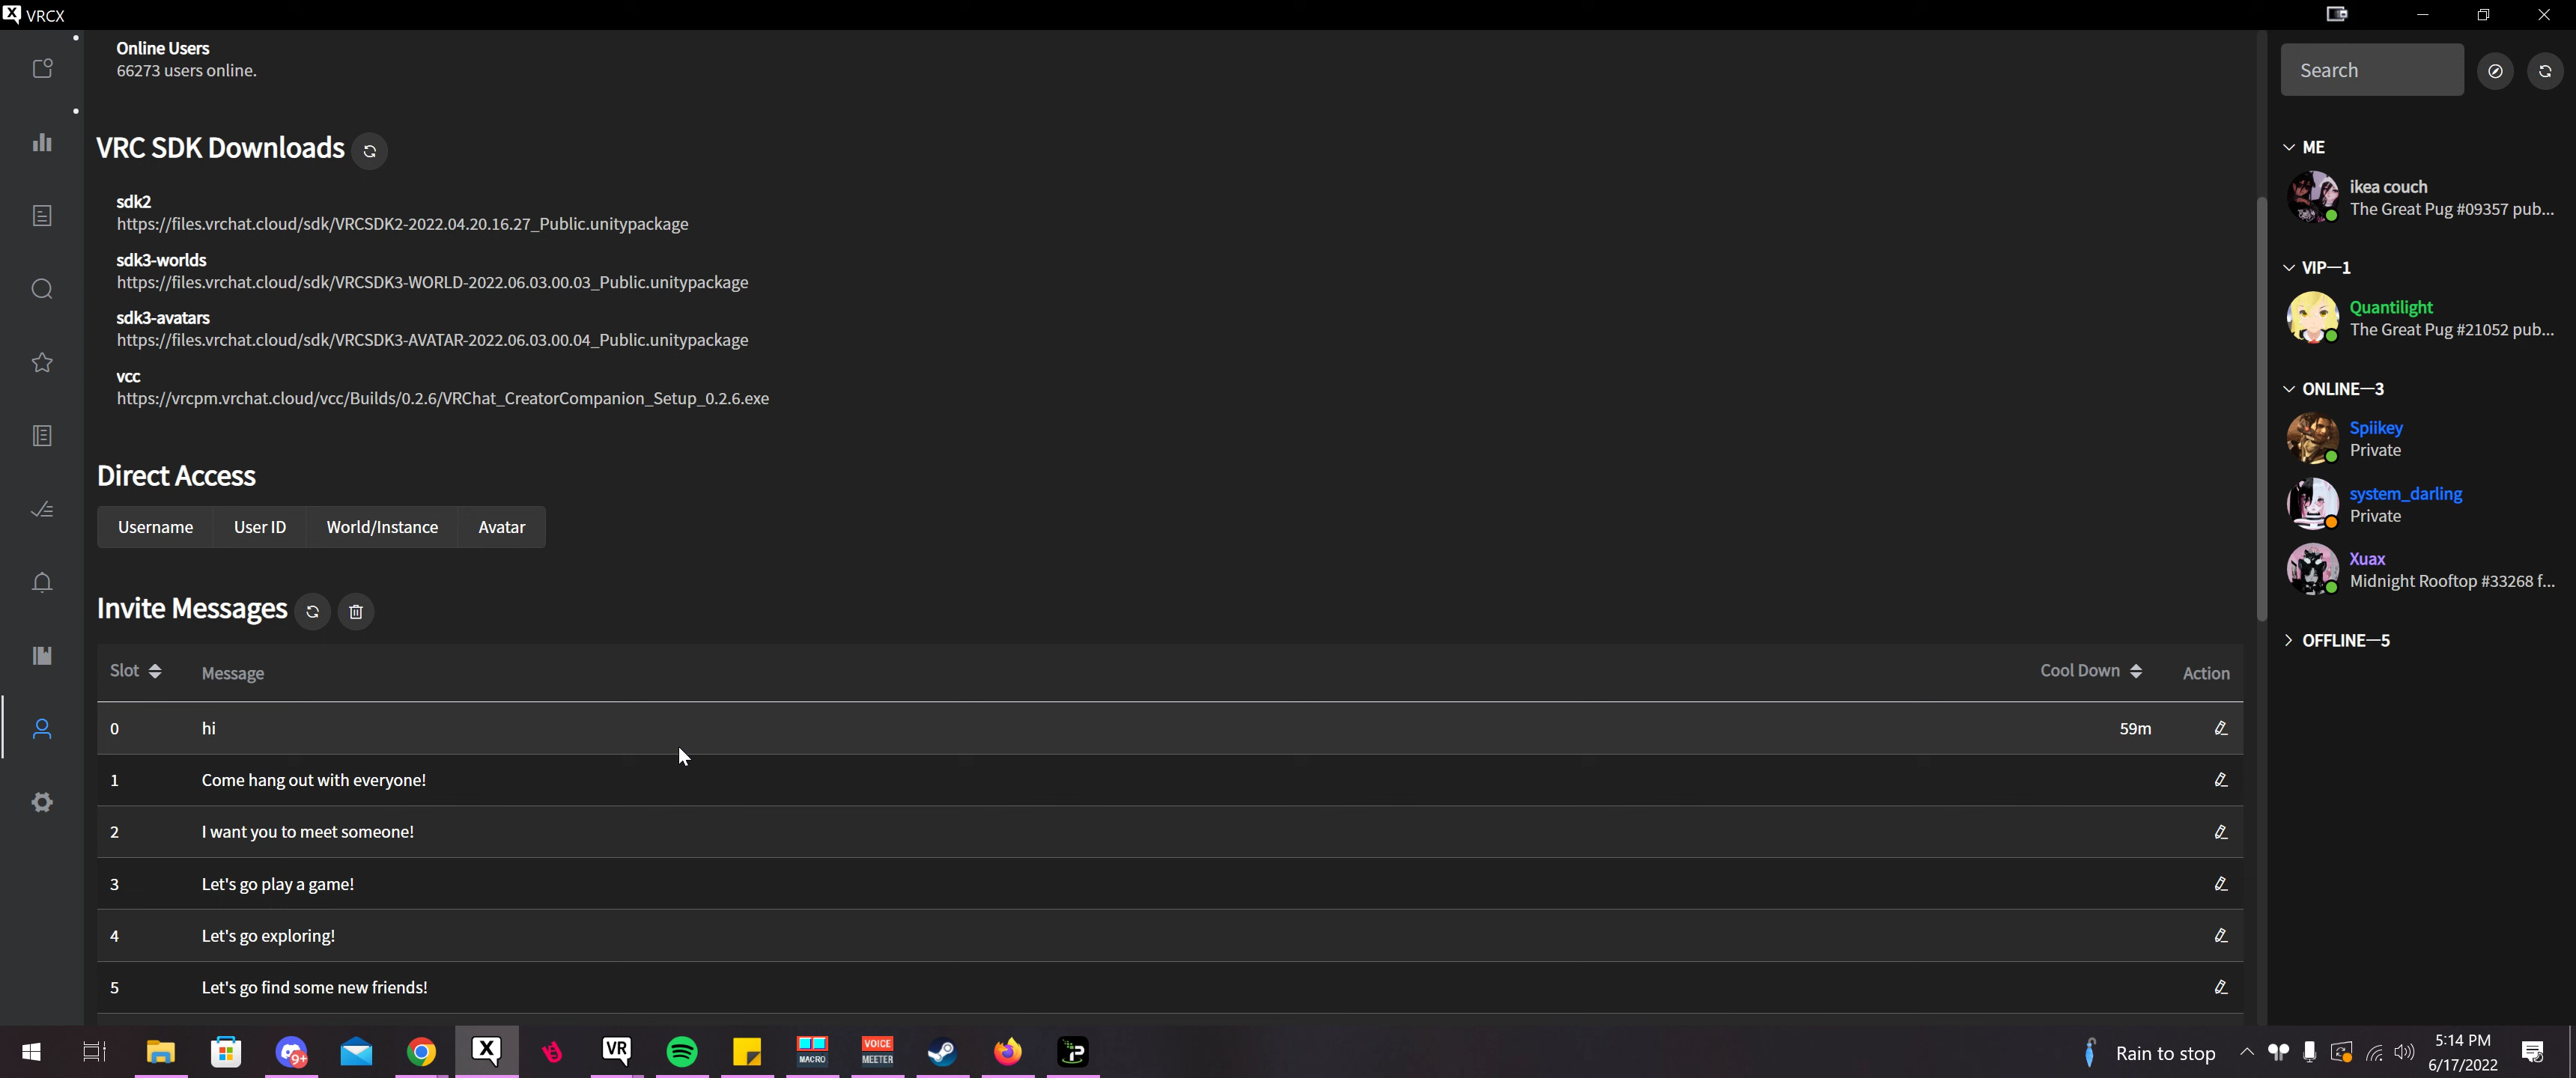 VRCX
Online Users
66273 users online.
VRC SDK Downloads
sdk2
https://files.vrchat.cloud/sdk/VRCSDK2-2022.04.20.16.27_Public.unitypackage
sdk3-worlds
https://files.vrchat.cloud/sdk/VRCSDK3-WORLD-2022.06.03.00.03_Public.unitypackage
sdk3-avatars
https://files.vrchat.cloud/sdk/VRCSDK3-AVATAR-2022.06.03.00.04_Public.unitypackage
vcc
https://vrcpm.vrchat.cloud/vcc/Builds/0.2.6/VRChat_CreatorCompanion_Setup_0.2.6.exe
Direct Access
Username User ID World/Instance Avatar
Invite Messages
Slot Message Cool Down Action
0 hi 59m
1 Come hang out with everyone!
2 I want you to meet someone!
3 Let's go play a game!
4 Let's go exploring!
5 Let's go find some new friends!
Search
ME
ikea couch
The Great Pug #09357 pub...
VIP—1
Quantilight
The Great Pug #21052 pub...
ONLINE—3
Spiikey
Private
system_darling
Private
Xuax
Midnight Rooftop #33268 f...
OFFLINE—5
9+
X
VR
MACRO
VOICE
MEETER
Rain to stop
5:14 PM
6/17/2022